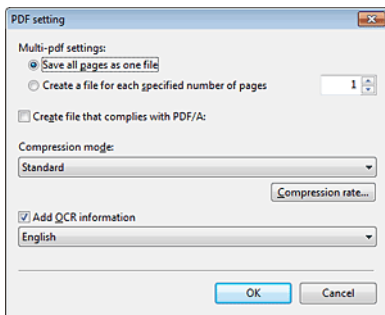 PDF setting
Multi-pdf settings:
Save all pages as one file
Create a file for each specified number of pages
1
Create file that complies with PDF/A:
Compression mode:
Standard
Compression rate...
Add OCR information
English
OK
Cancel